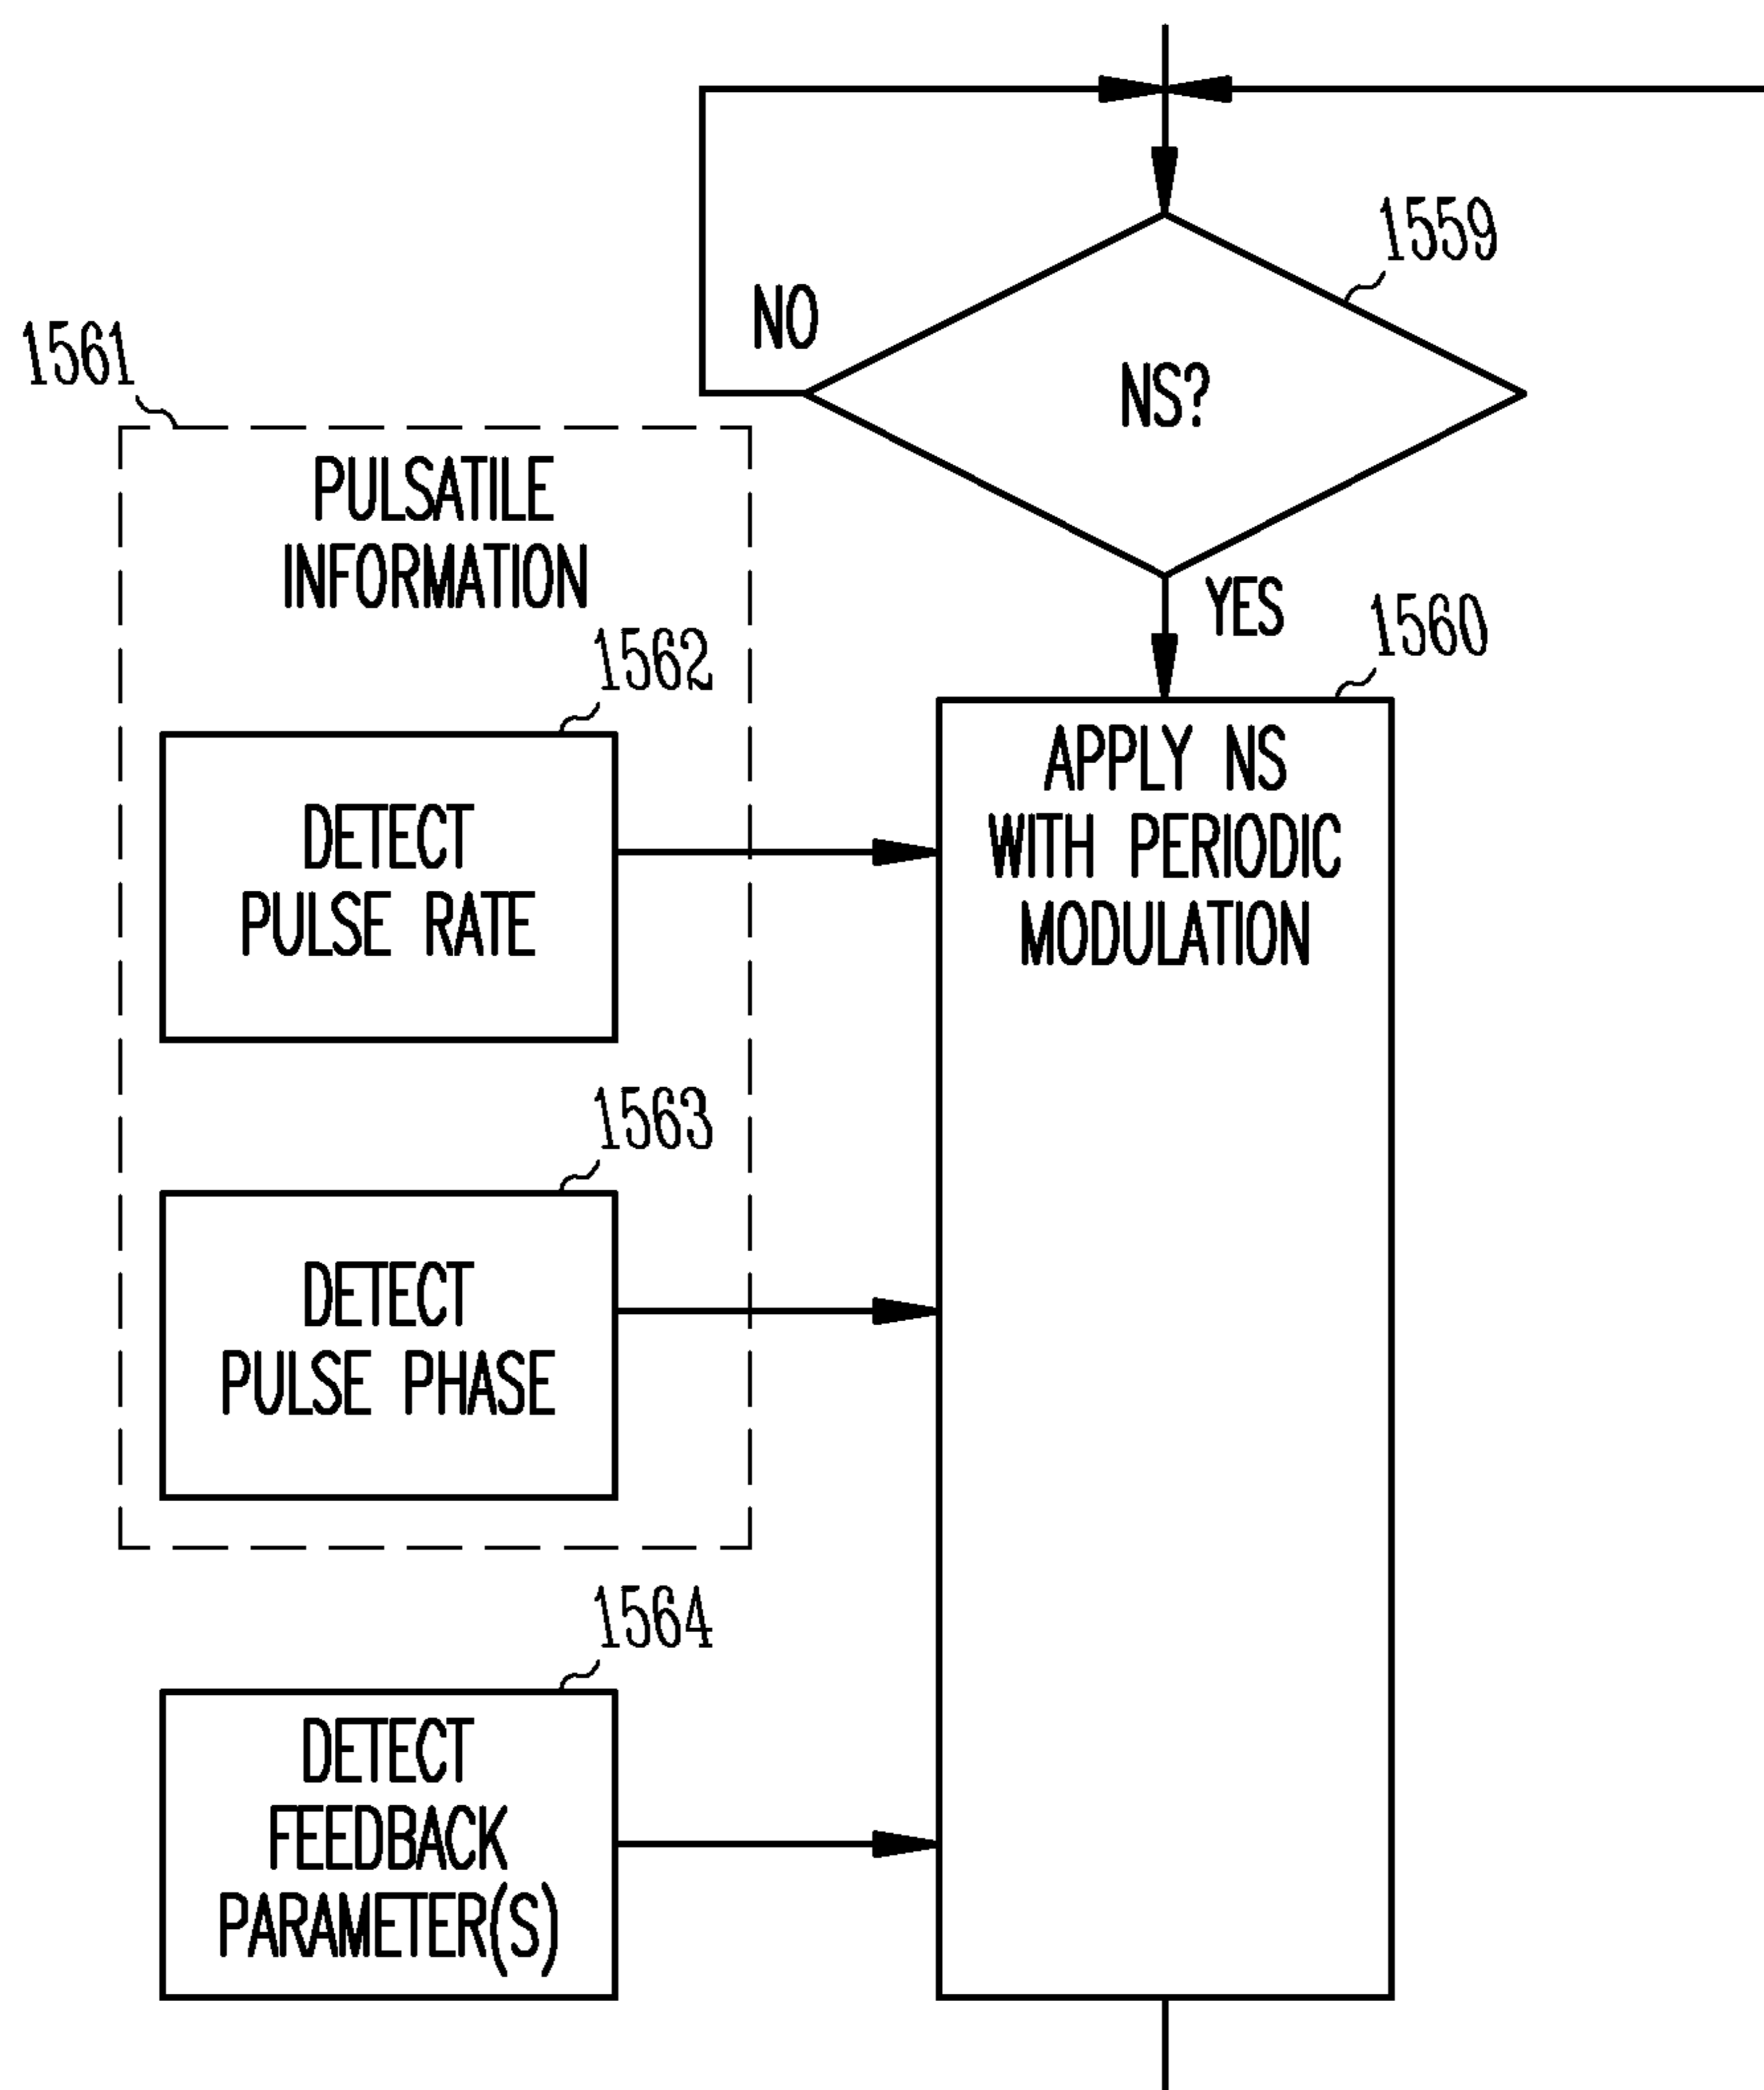 1559
NO
NS?
1561
PULSATILE
INFORMATION
YES
1560
1562
APPLY NS
WITH PERIODIC
MODULATION
DETECT
PULSE RATE
1563
DETECT
PULSE PHASE
1564
DETECT
FEEDBACK
PARAMETER(S)